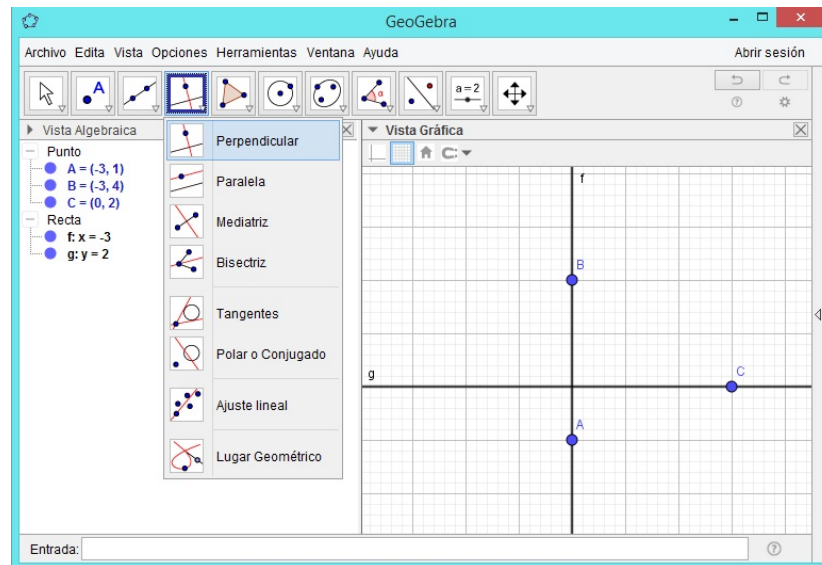 GeoGebra
Archivo Edita Vista Opciones Herramientas Ventana Ayuda Abrir sesión
A a=2
Vista Algebraica
Punto
A = (-3, 1)
B = (-3, 4)
C = (0, 2)
Recta
f: x = -3
g: y = 2
Perpendicular
Paralela
Mediatriz
Bisectriz
Tangentes
Polar o Conjugado
Ajuste lineal
Lugar Geométrico
Vista Gráfica
f
B
g
C
A
Entrada: